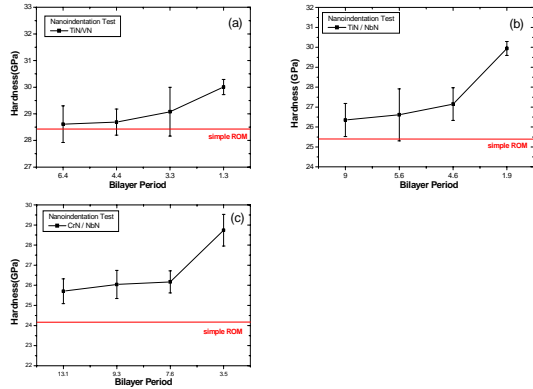 Nanoindentation Test
TiN/VN
(a)
Hardness(GPa)
33
32
31
30
29
28
27
simple ROM
6.4 4.4 3.3 1.3
Bilayer Period
Nanoindentation Test
TiN / NbN
(b)
Hardness (GPa)
32
31
30
29
28
27
26
25
24
simple ROM
9 5.6 4.6 1.9
Bilayer Period
Nanoindentation Test
CrN / NbN
(c)
Hardness(GPa)
30
29
28
27
26
25
24
23
22
simple ROM
13.1 9.3 7.6 3.5
Bilayer Period